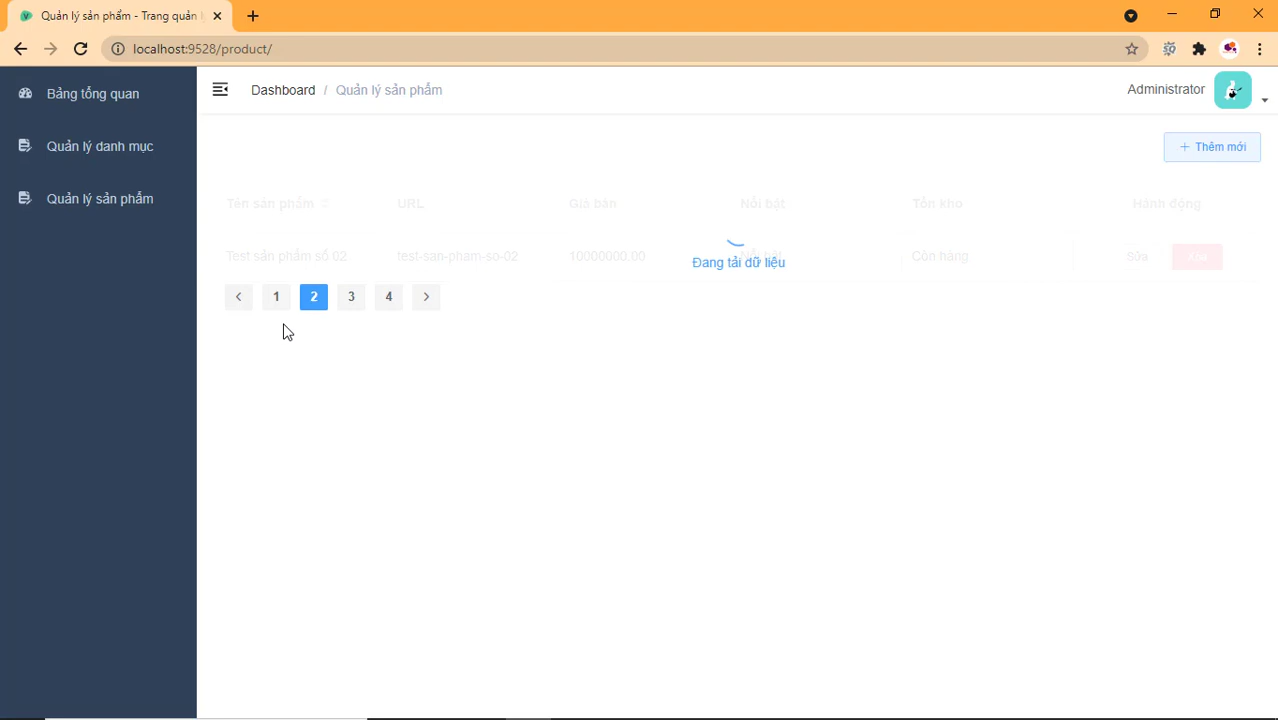 Quản lý sản phẩm - Trang quản l
localhost:9528/product/
Bảng tổng quan
Quản lý danh mục
Quản lý sản phẩm
Dashboard / Quản lý sản phẩm
Administrator
+ Thêm mới
Tên sản phẩm URL Giá bán Nổi bật Tồn kho Hành động
Test sản phẩm số 02 test-san-pham-so-02 10000000.00 Còn hàng Sửa Xoá
Đang tải dữ liệu
< 1 2 3 4 >